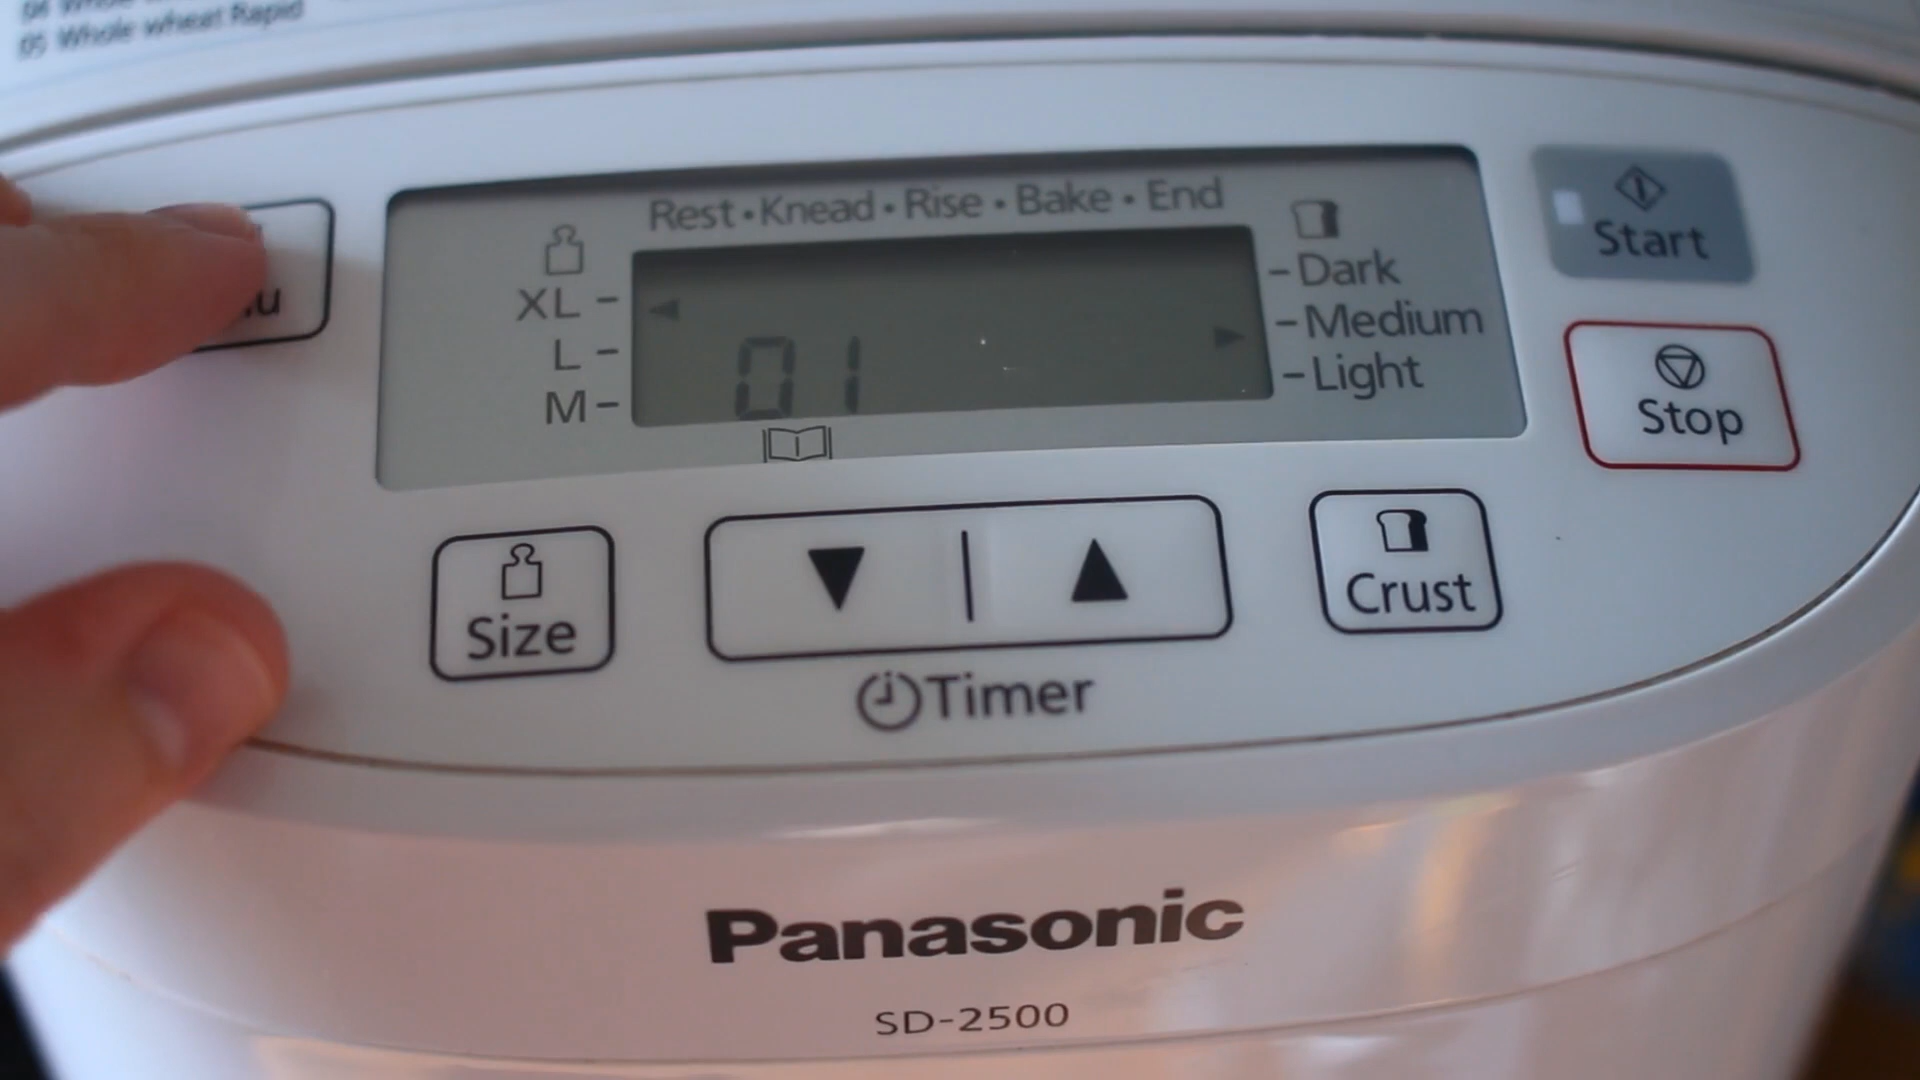 05 Whole wheat Rapid
Rest • Knead • Rise • Bake • End
XL –
L –
M –
01
– Dark
– Medium
– Light
Start
Stop
Size
Timer
Crust
Panasonic
SD-2500